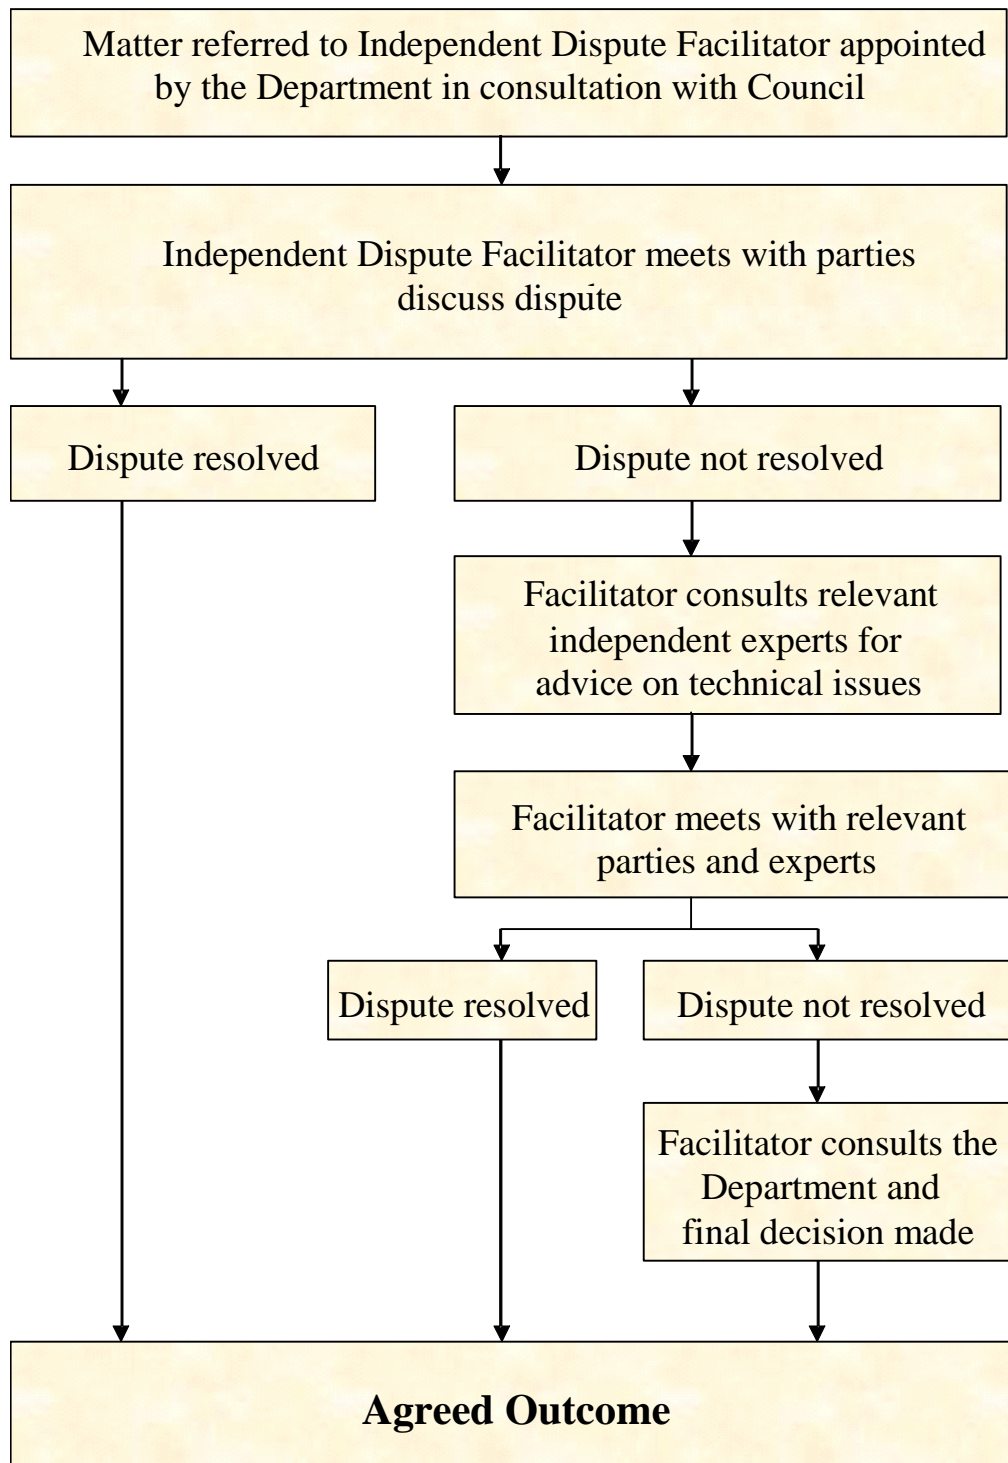 Matter referred to Independent Dispute Facilitator appointed
by the Department in consultation with Council
Independent Dispute Facilitator meets with parties
discuss dispute
Dispute resolved
Dispute not resolved
Facilitator consults relevant
independent experts for
advice on technical issues
Facilitator meets with relevant
parties and experts
Dispute resolved
Dispute not resolved
Facilitator consults the
Department and
final decision made
Agreed Outcome